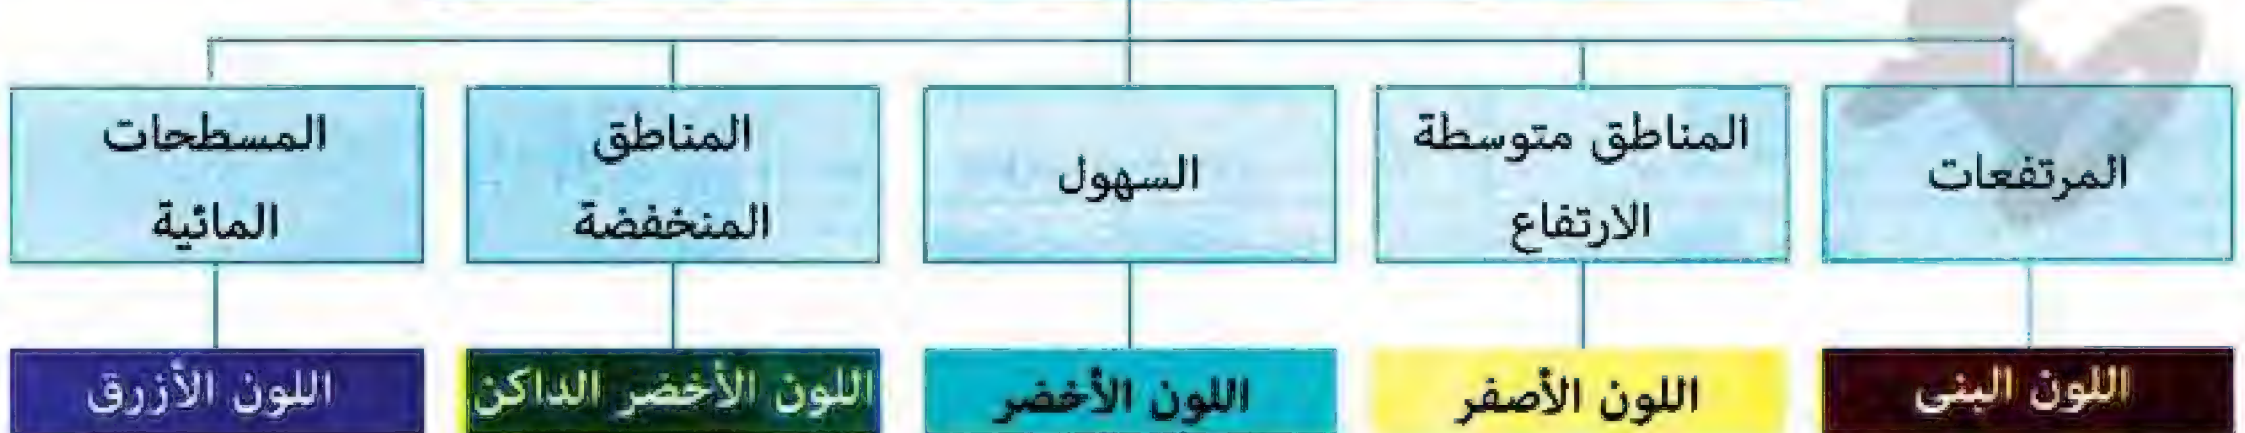 المرتفعات
المناطق متوسطة
الارتفاع
السهول
المناطق
المنخفضة
المسطحات
المائية
اللون البنى
اللون الأصفر
اللون الأخضر
اللون الأخضر الداكن
اللون الأزرق